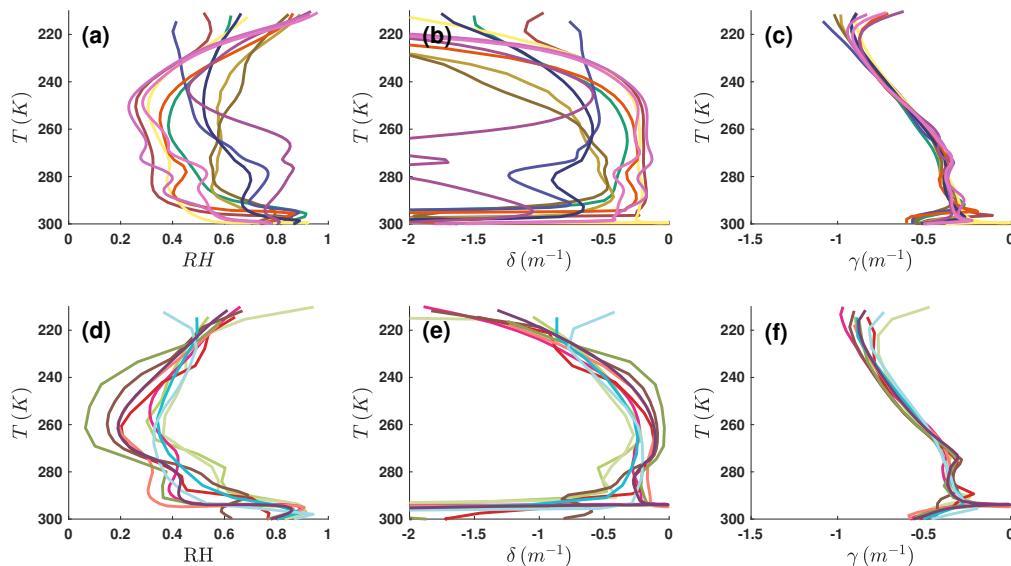 (a)
T (K)
220
240
260
280
300
0 0.2 0.4 0.6 0.8 1
RH
(b)
T (K)
220
240
260
280
300
-2 -1.5 -1 -0.5 0
δ (m⁻¹)
(c)
T (K)
220
240
260
280
300
-1.5 -1 -0.5 0
γ(m⁻¹)
(d)
T (K)
220
240
260
280
300
0 0.2 0.4 0.6 0.8 1
RH
(e)
T (K)
220
240
260
280
300
-2 -1.5 -1 -0.5 0
δ (m⁻¹)
(f)
T (K)
220
240
260
280
300
-1.5 -1 -0.5 0
γ (m⁻¹)